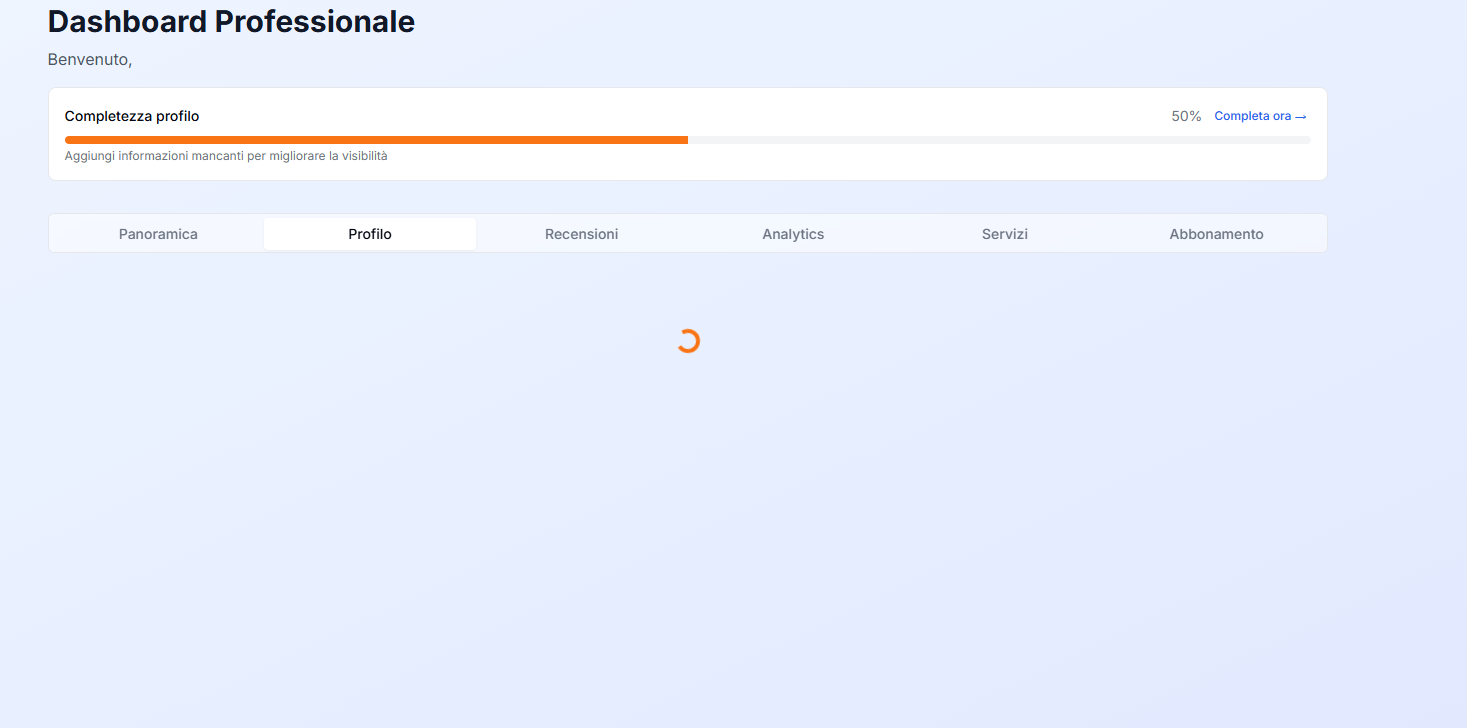 Dashboard Professionale
Benvenuto,
Completezza profilo 50% Completa ora →
Aggiungi informazioni mancanti per migliorare la visibilità
Panoramica Profilo Recensioni Analytics Servizi Abbonamento